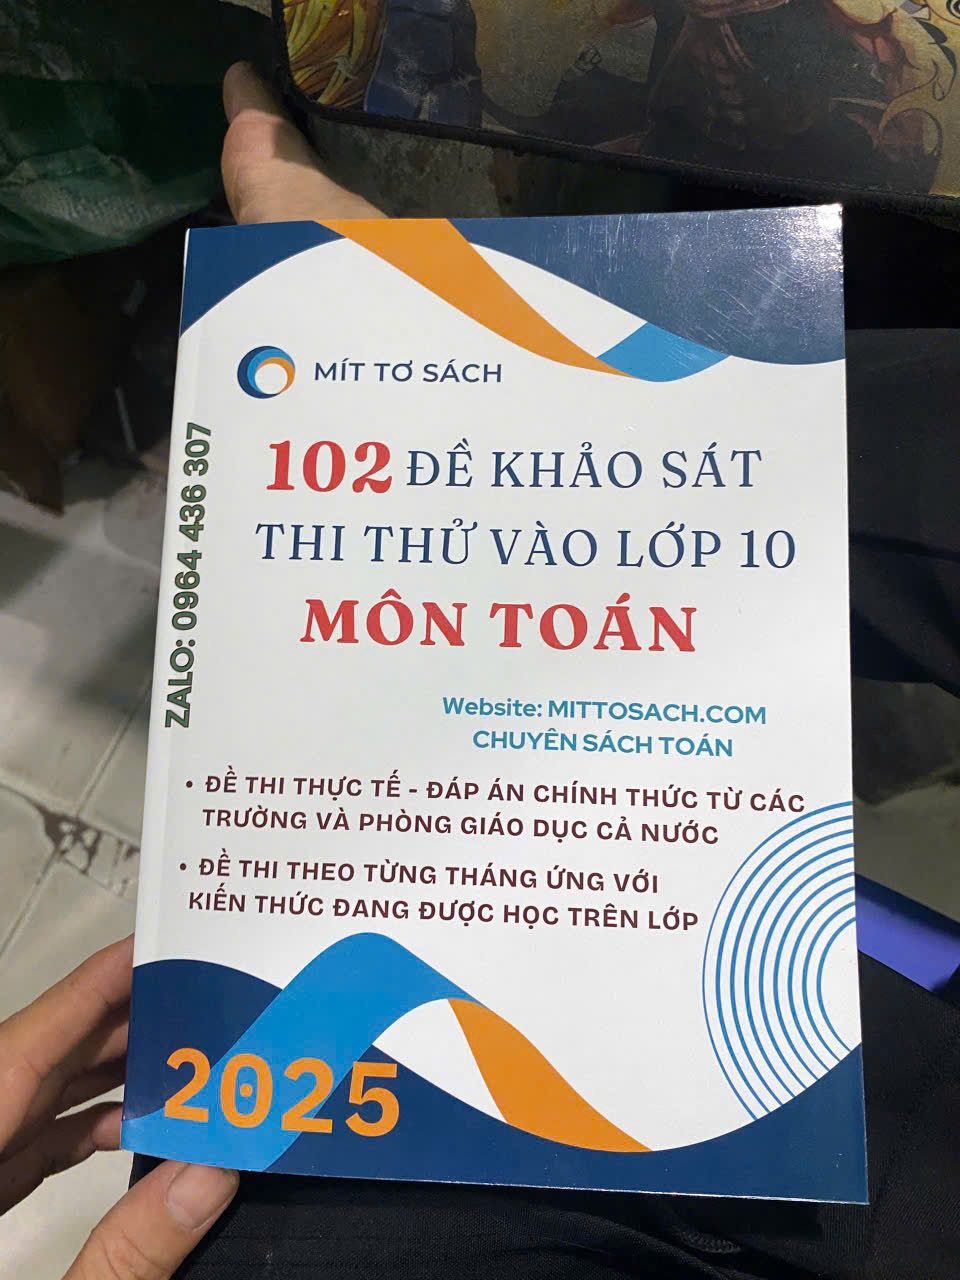 MÍT TƠ SÁCH
102 ĐỀ KHẢO SÁT
THI THỬ VÀO LỚP 10
MÔN TOÁN
ZALO: 0964 436 307
Website: MITTOSACH.COM
CHUYÊN SÁCH TOÁN
• ĐỀ THI THỰC TẾ - ĐÁP ÁN CHÍNH THỨC TỪ CÁC
TRƯỜNG VÀ PHÒNG GIÁO DỤC CẢ NƯỚC
• ĐỀ THI THEO TỪNG THÁNG ỨNG VỚI
KIẾN THỨC ĐANG ĐƯỢC HỌC TRÊN LỚP
2025